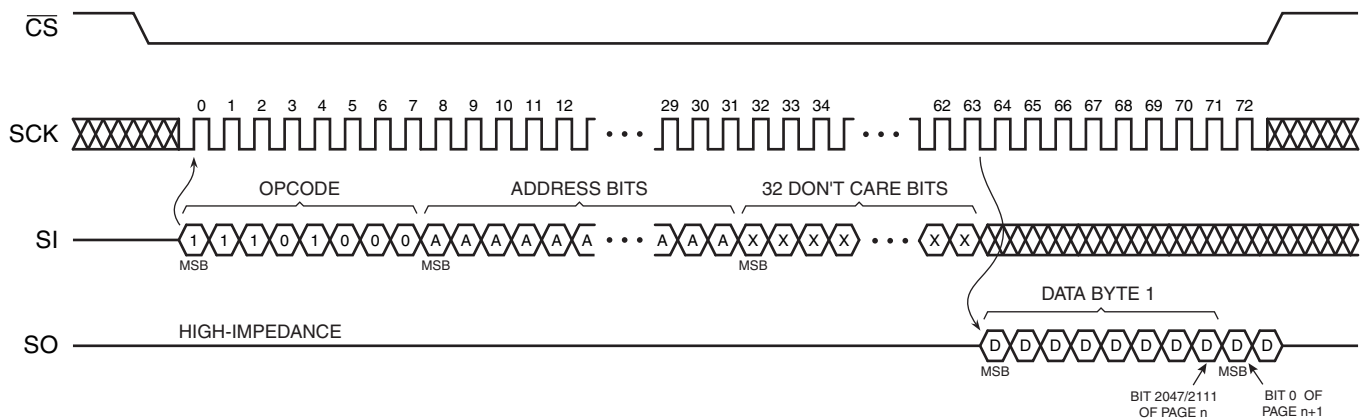 CS
SCK
0 1 2 3 4 5 6 7 8 9 10 11 12 • • • 29 30 31 32 33 34 • • • 62 63 64 65 66 67 68 69 70 71 72
OPCODE
ADDRESS BITS
32 DON'T CARE BITS
SI
1 1 1 0 1 0 0 0 A A A A A A • • • A A A X X X X • • • X X
MSB MSB MSB
DATA BYTE 1
SO
HIGH-IMPEDANCE
D D D D D D D D D D
MSB MSB
BIT 2047/2111
OF PAGE n
BIT 0 OF
PAGE n+1